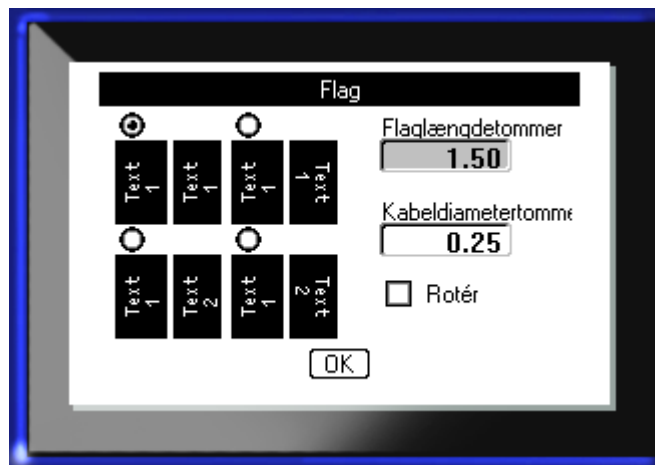 Flag
Text 1 Text 1 Text 1 Text 1
Flaglængdetommer
1.50
Kabeldiametertomme
0.25
Text 1 Text 2 Text 1 Text 2
Rotér
OK